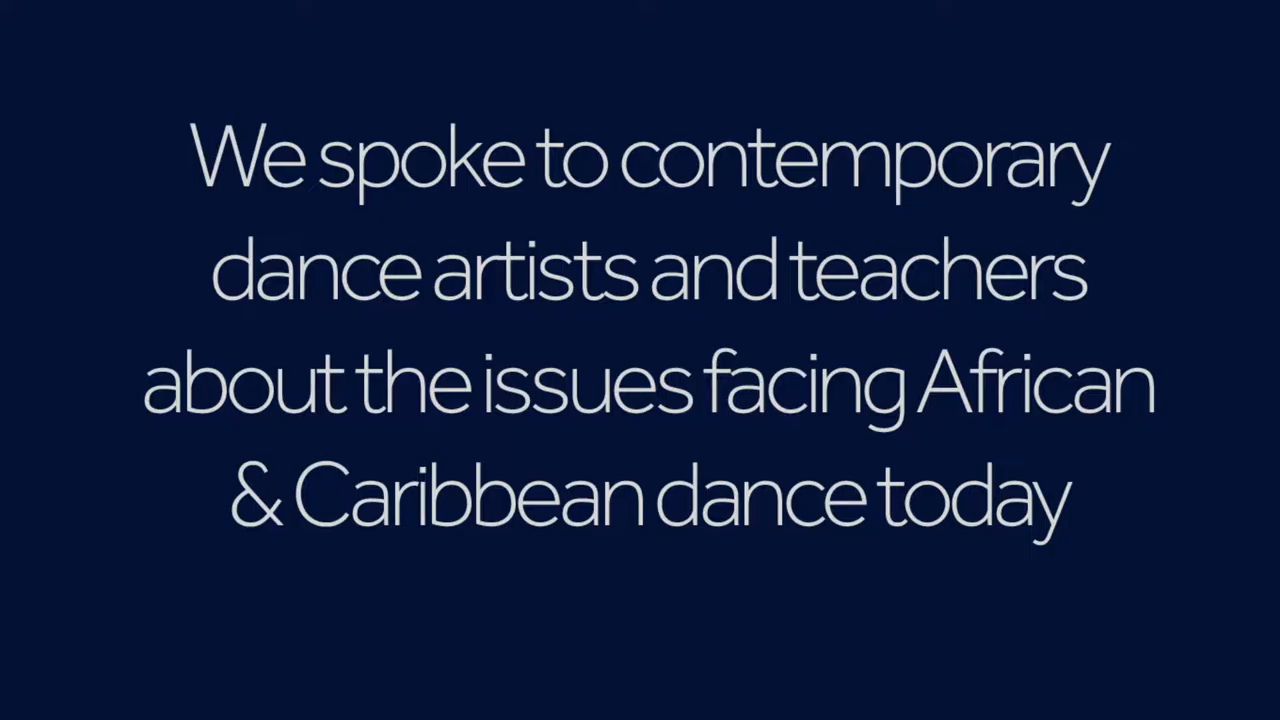 We spoke to contemporary
dance artists and teachers
about the issues facing African
& Caribbean dance today